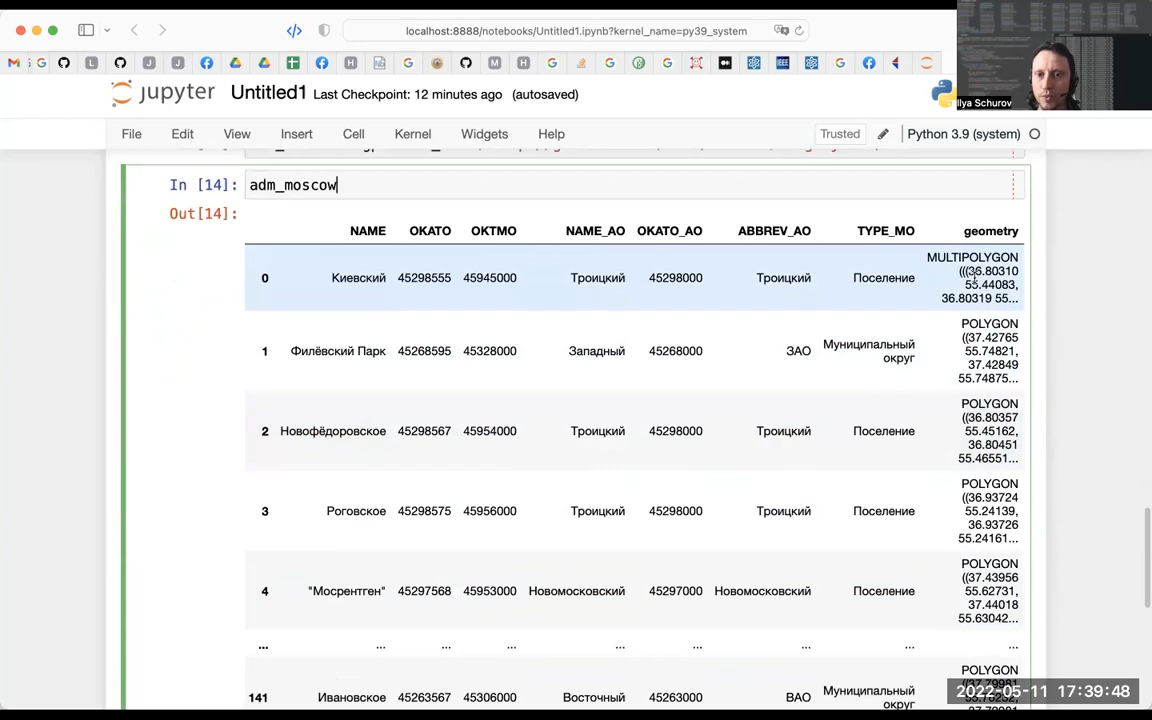 localhost:8888/notebooks/Untitled1.ipynb?kernel_name=py39_system
Ilya Schurov
jupyter Untitled1 Last Checkpoint: 12 minutes ago (autosaved)
File Edit View Insert Cell Kernel Widgets Help Trusted Python 3.9 (system)
In [14]: adm_moscow
Out[14]:
NAME OKATO OKTMO NAME_AO OKATO_AO ABBREV_AO TYPE_MO geometry
MULTIPOLYGON
(((36.80310
0 Киевский 45298555 45945000 Троицкий 45298000 Троицкий Поселение
55.44083,
36.80319 55...
POLYGON
((37.42765
1 Филёвский Парк 45268595 45328000 Западный 45268000 ЗАО Муниципальный округ
55.74821,
37.42849
55.74875...
POLYGON
((36.80357
2 Новофёдоровское 45298567 45954000 Троицкий 45298000 Троицкий Поселение
55.45162,
36.80451
55.46551...
POLYGON
((36.93724
3 Роговское 45298575 45956000 Троицкий 45298000 Троицкий Поселение
55.24139,
36.93726
55.24161...
POLYGON
((37.43956
4 "Мосрентген" 45297568 45953000 Новомосковский 45297000 Новомосковский Поселение
55.62731,
37.44018
55.63042...
... ... ... ... ... ... ... ... ...
POLYGON
141 Ивановское 45263567 45306000 Восточный 45263000 ВАО Муниципальный округ
2022-05-11 17:39:48